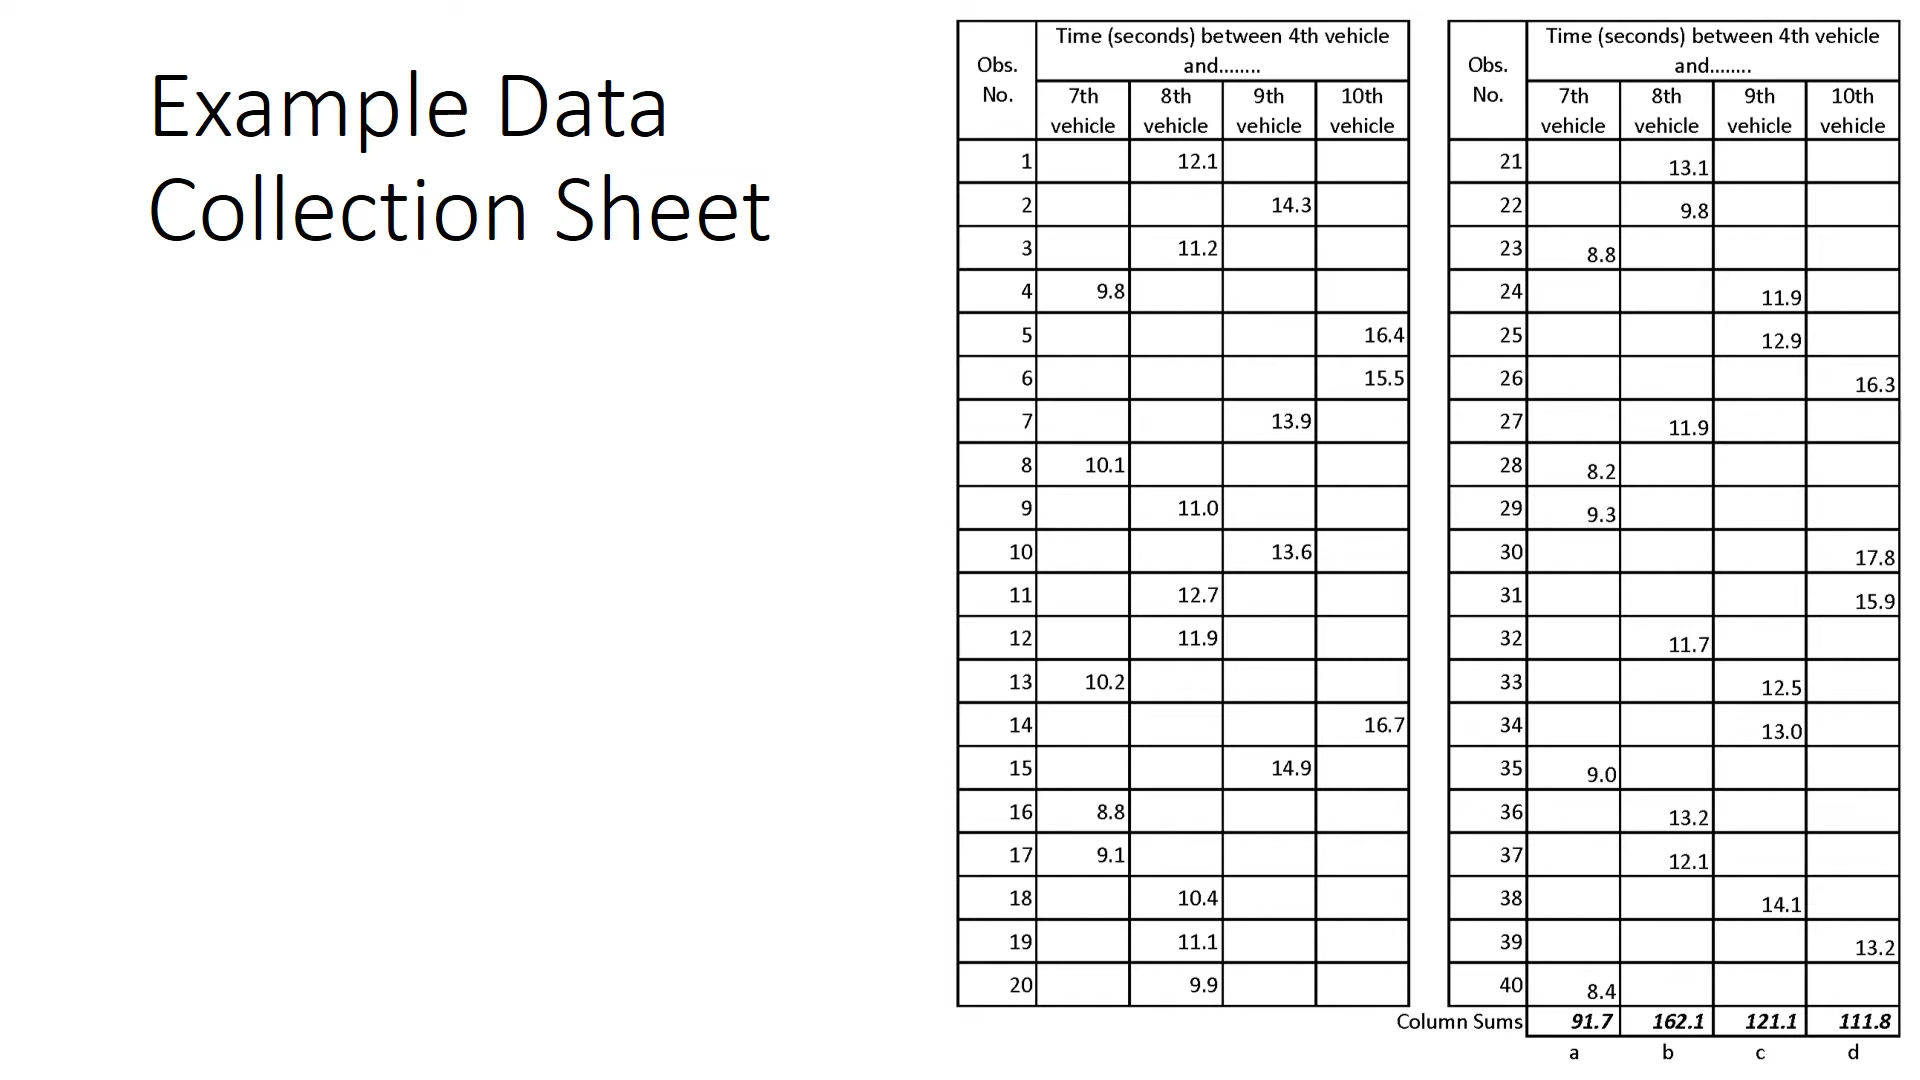 Example Data
Collection Sheet
Obs.
No.
Time (seconds) between 4th vehicle
and........
7th
vehicle
8th
vehicle
9th
vehicle
10th
vehicle
1 12.1
2 14.3
3 11.2
4 9.8
5 16.4
6 15.5
7 13.9
8 10.1
9 11.0
10 13.6
11 12.7
12 11.9
13 10.2
14 16.7
15 14.9
16 8.8
17 9.1
18 10.4
19 11.1
20 9.9
Obs.
No.
Time (seconds) between 4th vehicle
and........
7th
vehicle
8th
vehicle
9th
vehicle
10th
vehicle
21 13.1
22 9.8
23 8.8
24 11.9
25 12.9
26 16.3
27 11.9
28 8.2
29 9.3
30 17.8
31 15.9
32 11.7
33 12.5
34 13.0
35 9.0
36 13.2
37 12.1
38 14.1
39 13.2
40 8.4
Column Sums 91.7 162.1 121.1 111.8
a b c d